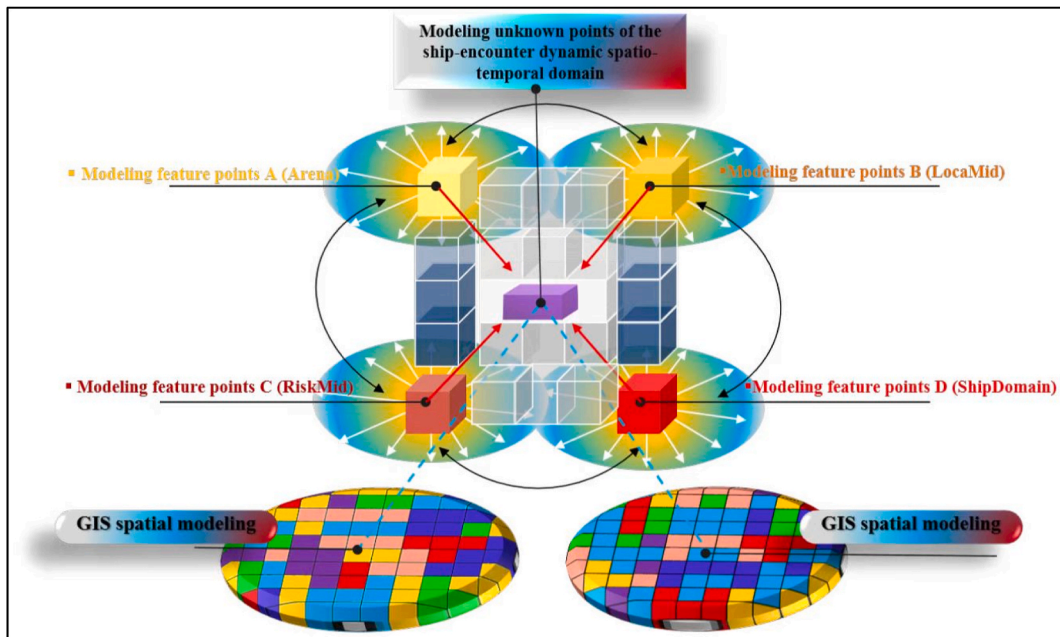 Modeling unknown points of the
ship-encounter dynamic spatio-
temporal domain
▪ Modeling feature points A (Arena)
▪Modeling feature points B (LocaMid)
▪ Modeling feature points C (RiskMid)
▪Modeling feature points D (ShipDomain)
GIS spatial modeling
GIS spatial modeling